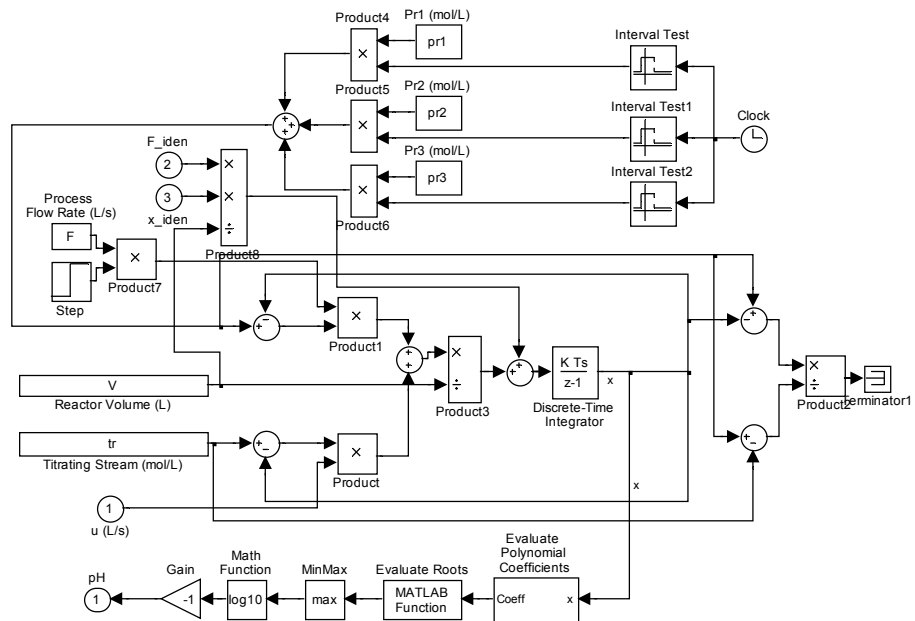 Product4
Pr1 (mol/L)
pr1
×
Interval Test
Product5
Pr2 (mol/L)
pr2
×
Interval Test1
Clock
Pr3 (mol/L)
pr3
×
Product6
Interval Test2
+
+
+
F_iden
2
3
x_iden
×
×
÷
Product8
Process
Flow Rate (L/s)
F
×
Product7
Step
+
−
×
Product1
+
+
×
÷
Product3
+
+
K Ts
z-1
x
Discrete-Time
Integrator
−
+
×
÷
Product2
Terminator1
V
Reactor Volume (L)
tr
Titrating Stream (mol/L)
+
−
×
Product
+
−
x
1
u (L/s)
pH
1
Gain
-1
Math
Function
log10
MinMax
max
Evaluate Roots
MATLAB
Function
Evaluate
Polynomial
Coefficients
Coeff
x